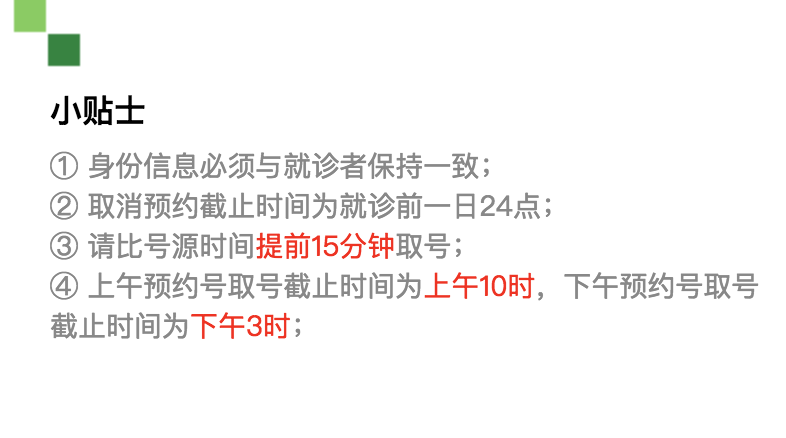 小贴士
① 身份信息必须与就诊者保持一致；
② 取消预约截止时间为就诊前一日24点；
③ 请比号源时间提前15分钟取号；
④ 上午预约号取号截止时间为上午10时，下午预约号取号
截止时间为下午3时；